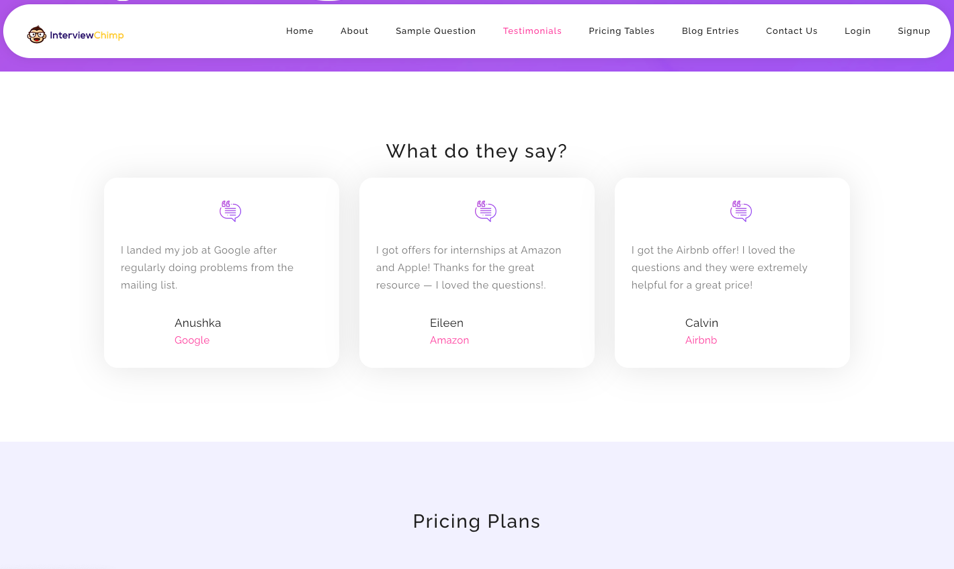 InterviewChimp
Home About Sample Question Testimonials Pricing Tables Blog Entries Contact Us Login Signup
What do they say?
I landed my job at Google after
regularly doing problems from the
mailing list.
Anushka
Google
I got offers for internships at Amazon
and Apple! Thanks for the great
resource — I loved the questions!.
Eileen
Amazon
I got the Airbnb offer! I loved the
questions and they were extremely
helpful for a great price!
Calvin
Airbnb
Pricing Plans